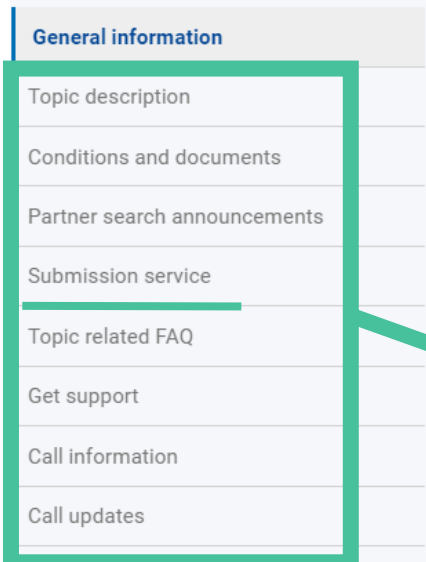 General information
Topic description
Conditions and documents
Partner search announcements
Submission service
Topic related FAQ
Get support
Call information
Call updates